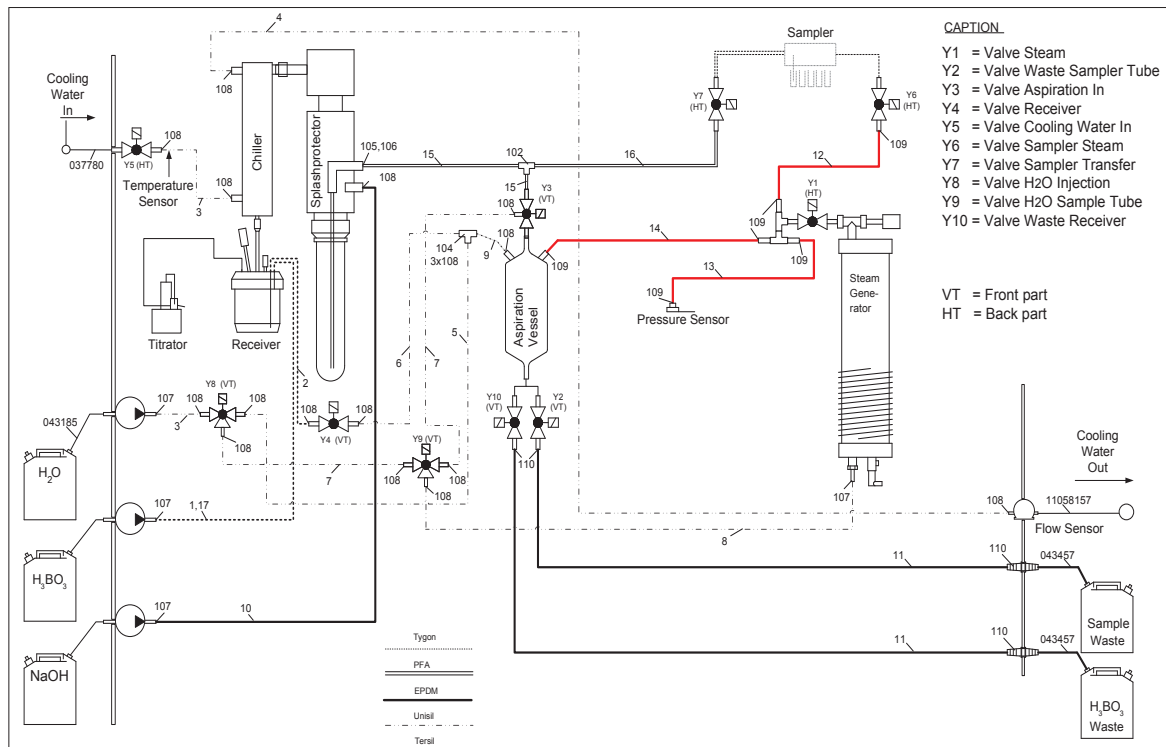 4
Sampler
CAPTION
Y1 = Valve Steam
Y2 = Valve Waste Sampler Tube
Y3 = Valve Aspiration In
Y4 = Valve Receiver
Y5 = Valve Cooling Water In
Y6 = Valve Sampler Steam
Y7 = Valve Sampler Transfer
Y8 = Valve H2O Injection
Y9 = Valve H2O Sample Tube
Y10 = Valve Waste Receiver
VT = Front part
HT = Back part
Cooling
Water
In
037780
Y5 (HT)
108
Temperature
Sensor
7
3
108
108
Chiller
Splashprotector
105,106
108
15
102
16
15
Y3
(VT)
108
Y7
(HT)
Y6
(HT)
109
12
Y1
(HT)
109
109
109
14
13
109
Pressure Sensor
104
3x108
9
108
109
Aspiration
Vessel
Steam
Gene-
rator
Titrator
Receiver
2
5
6
7
Y8 (VT)
108
108
108
107
3
043185
H2O
108
108
Y4 (VT)
Y9 (VT)
108
108
108
7
Y10
(VT)
Y2
(VT)
110
107
8
107
1,17
H3BO3
107
10
NaOH
Cooling
Water
Out
108
11058157
Flow Sensor
11
110
043457
Sample
Waste
11
110
043457
H3BO3
Waste
Tygon
PFA
EPDM
Unisil
Tersil